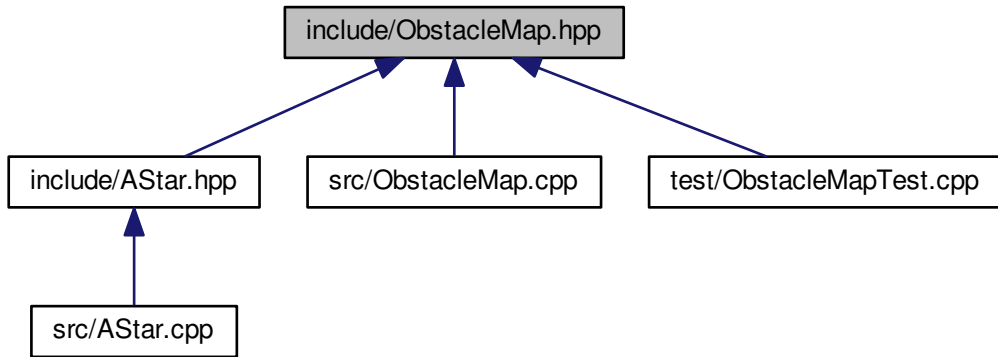 include/ObstacleMap.hpp
include/AStar.hpp
src/ObstacleMap.cpp
test/ObstacleMapTest.cpp
src/AStar.cpp